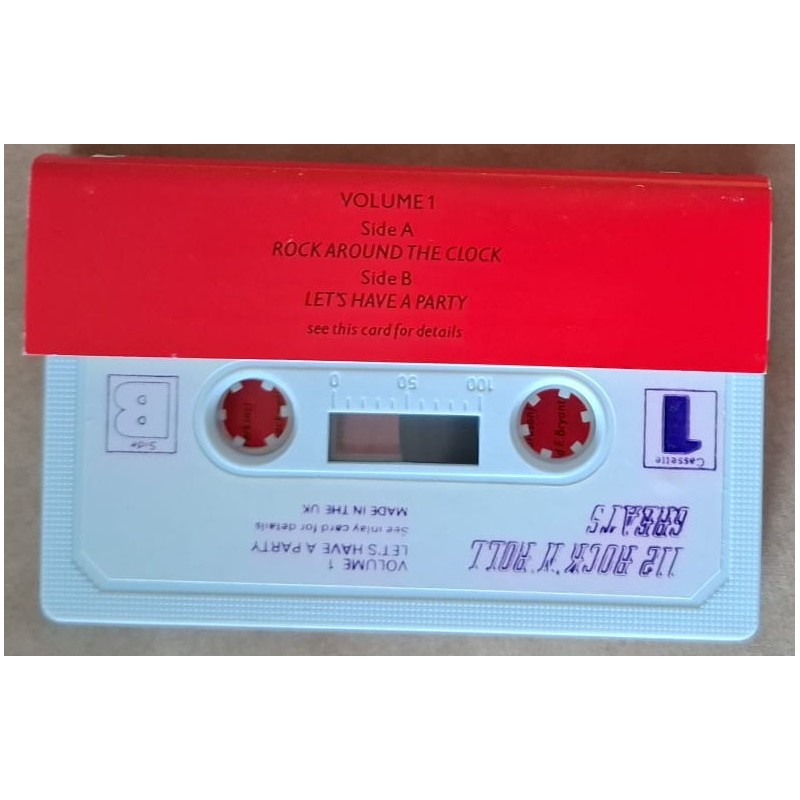 VOLUME 1
Side A
ROCK AROUND THE CLOCK
Side B
LET'S HAVE A PARTY
see this card for details
112 ROCK 'N' ROLL
GREATS
VOLUME 1
LET'S HAVE A PARTY
See inlay card for details
MADE IN THE UK
Cassette
1
Side
B
0 50 100
Bryant